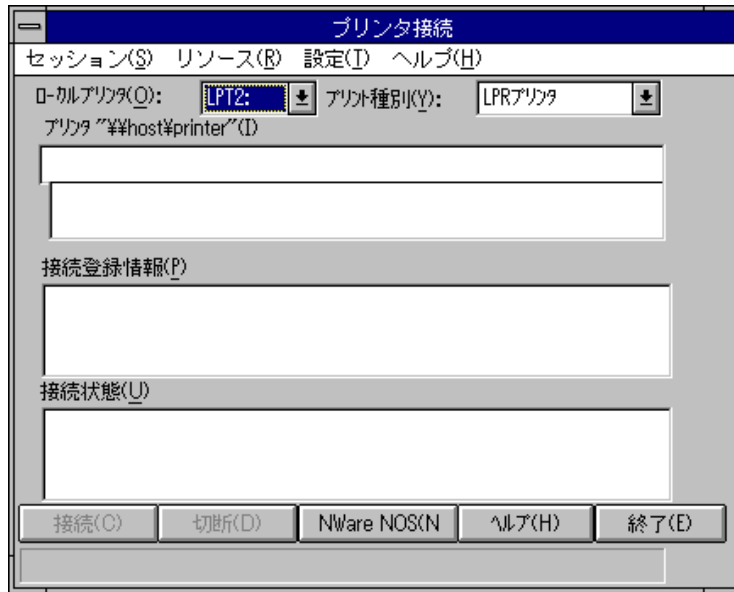 プリンタ接続
セッション(S) リソース(R) 設定(T) ヘルプ(H)
ﾛｰｶﾙﾌﾟﾘﾝﾀ(O): LPT2: ﾌﾟﾘﾝﾄ種別(Y): LPRﾌﾟﾘﾝﾀ
ﾌﾟﾘﾝﾀ "¥¥host¥printer"(I)
接続登録情報(P)
接続状態(U)
接続(C) 切断(D) NWare NOS(N ﾍﾙﾌﾟ(H) 終了(E)